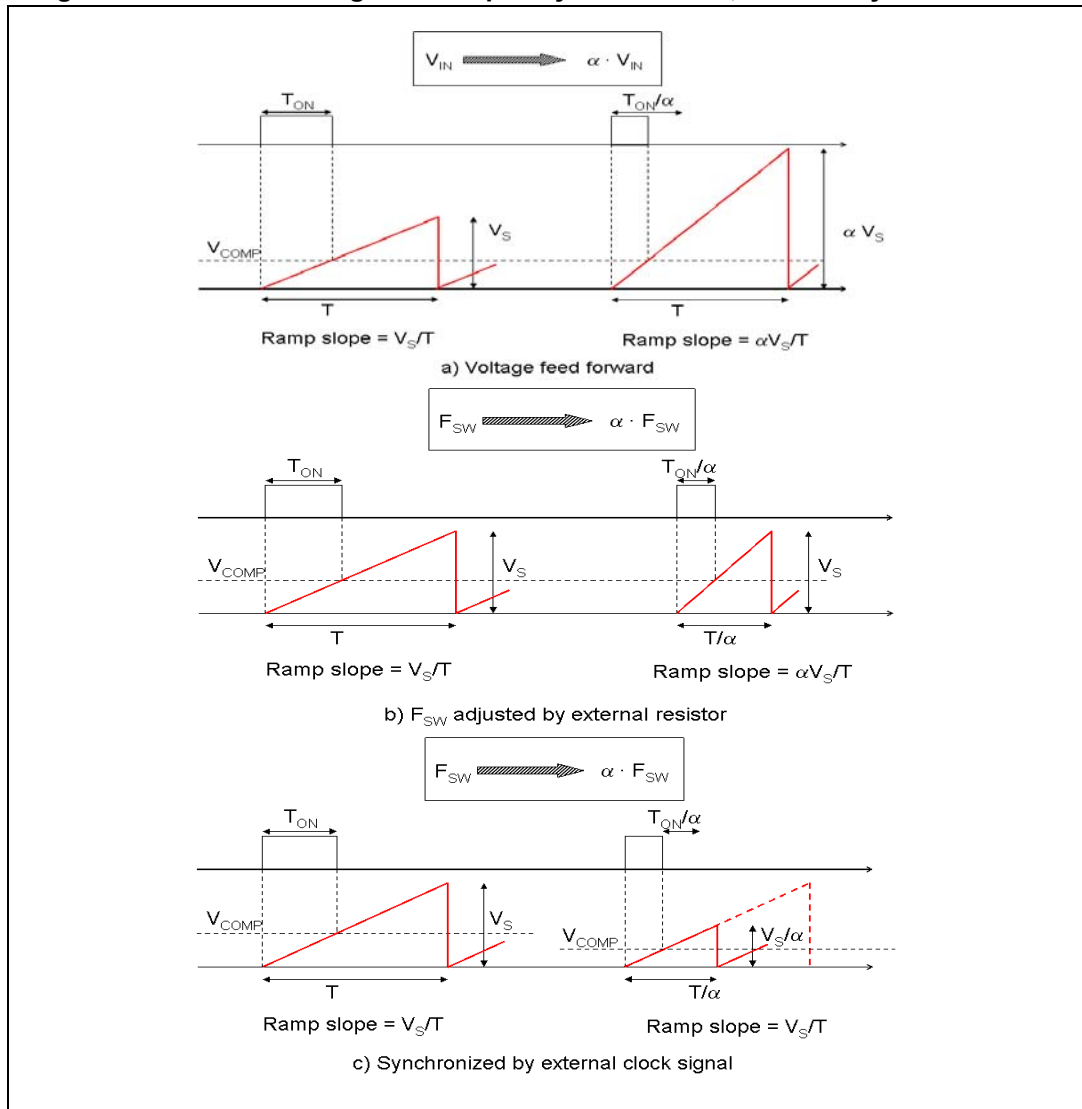 V_IN α · V_IN
T_ON T_ON/α
V_S α V_S
V_COMP
T T
Ramp slope = V_S/T Ramp slope = αV_S/T
a) Voltage feed forward
F_SW α · F_SW
T_ON T_ON/α
V_COMP V_S V_S
T T/α
Ramp slope = V_S/T Ramp slope = αV_S/T
b) F_SW adjusted by external resistor
F_SW α · F_SW
T_ON T_ON/α
V_COMP V_S V_COMP V_S/α
T T/α
Ramp slope = V_S/T Ramp slope = V_S/T
c) Synchronized by external clock signal